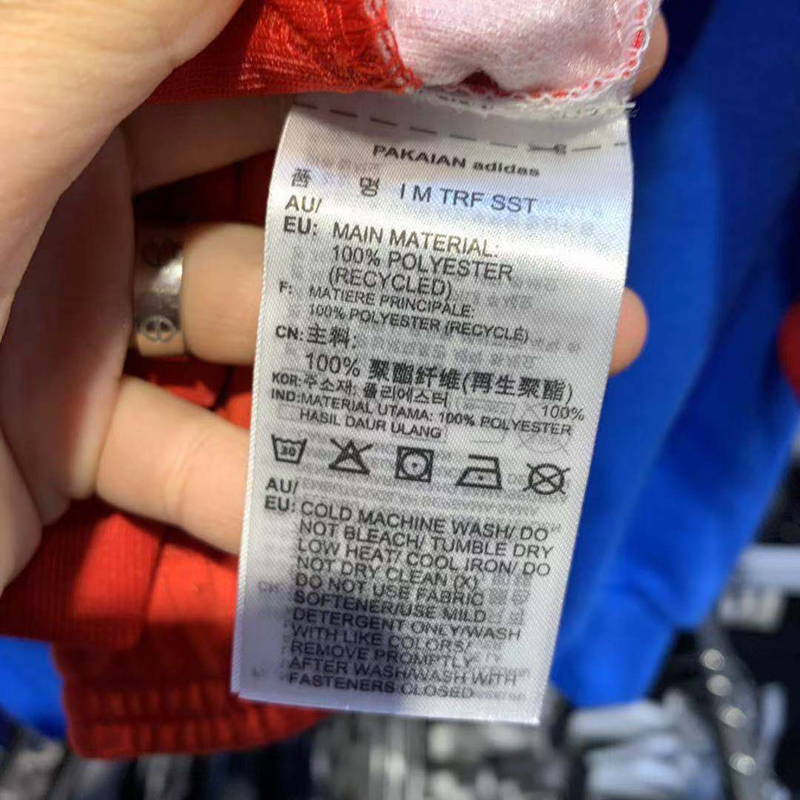 PAKAIAN adidas
품 명 I M TRF SST
AU/
EU: MAIN MATERIAL:
100% POLYESTER
(RECYCLED)
F: MATIERE PRINCIPALE:
100% POLYESTER (RECYCLÉ)
CN: 主料:
100% 聚酯纤维(再生聚酯)
KOR: 주소재: 폴리에스터 100%
IND: MATERIAL UTAMA: 100% POLYESTER
HASIL DAUR ULANG
30
AU/
EU: COLD MACHINE WASH/ DO
NOT BLEACH/ TUMBLE DRY
LOW HEAT/ COOL IRON/ DO
NOT DRY CLEAN (X)
DO NOT USE FABRIC
SOFTENER/USE MILD
DETERGENT ONLY/WASH
WITH LIKE COLORS/
REMOVE PROMPTLY
AFTER WASH/WASH WITH
FASTENERS CLOSED